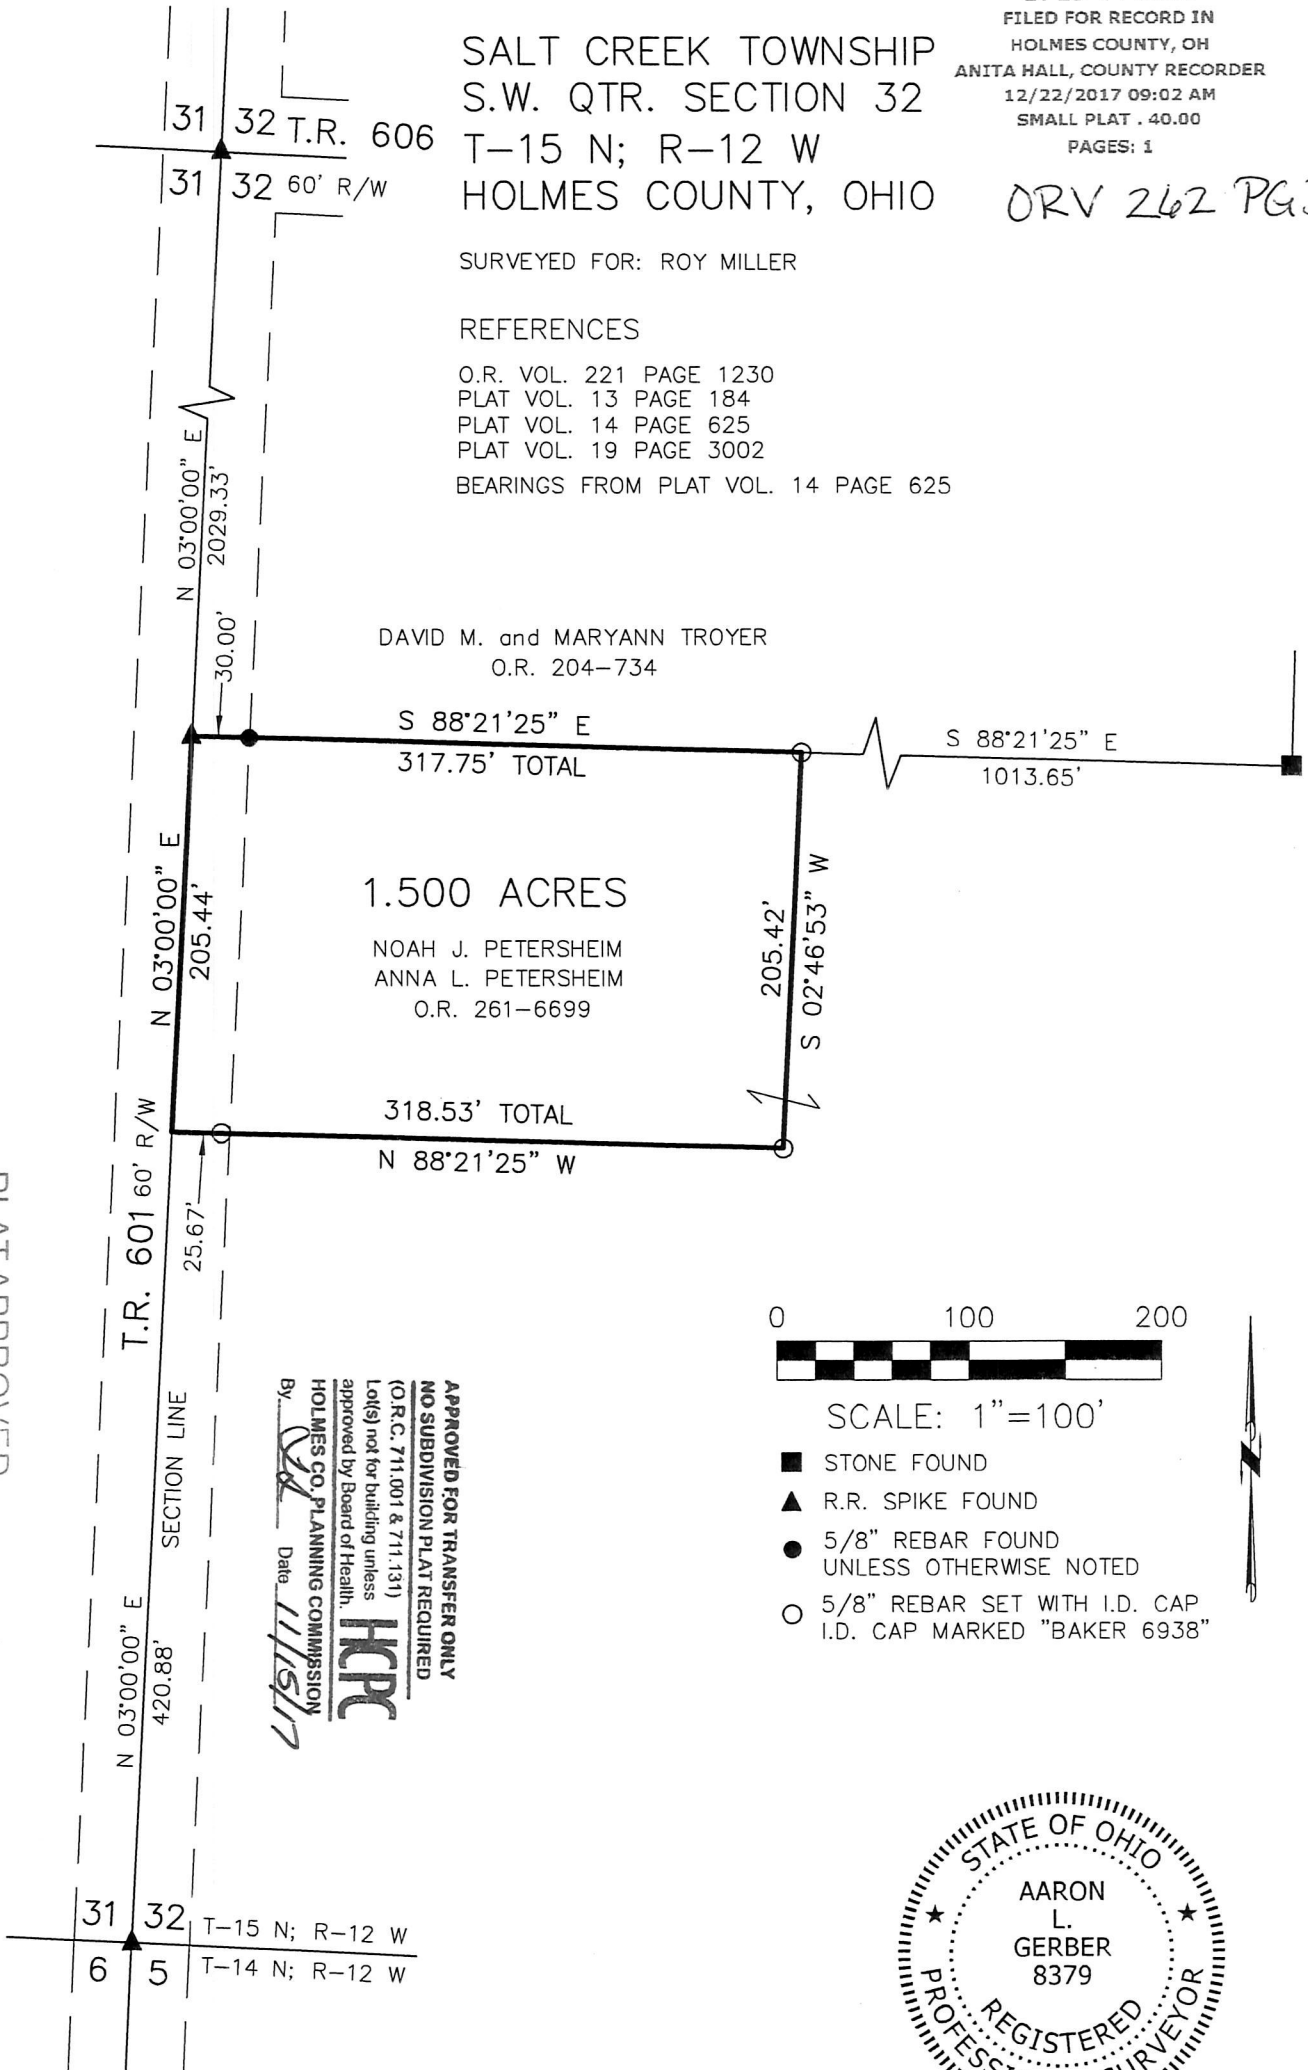 SALT CREEK TOWNSHIP
S.W. QTR. SECTION 32
T-15 N; R-12 W
HOLMES COUNTY, OHIO
FILED FOR RECORD IN
HOLMES COUNTY, OH
ANITA HALL, COUNTY RECORDER
12/22/2017 09:02 AM
SMALL PLAT . 40.00
PAGES: 1
ORV 262 PG
31 32 T.R. 606
31 32 60' R/W
SURVEYED FOR: ROY MILLER
REFERENCES
O.R. VOL. 221 PAGE 1230
PLAT VOL. 13 PAGE 184
PLAT VOL. 14 PAGE 625
PLAT VOL. 19 PAGE 3002
BEARINGS FROM PLAT VOL. 14 PAGE 625
N 03°00'00" E
2029.33'
30.00'
DAVID M. and MARYANN TROYER
O.R. 204-734
S 88°21'25" E
317.75' TOTAL
S 88°21'25" E
1013.65'
N 03°00'00" E
205.44'
1.500 ACRES
NOAH J. PETERSHEIM
ANNA L. PETERSHEIM
O.R. 261-6699
205.42'
S 02°46'53" W
318.53' TOTAL
N 88°21'25" W
T.R. 601 60' R/W
25.67'
SECTION LINE
N 03°00'00" E
420.88'
PLAT APPROVED
APPROVED FOR TRANSFER ONLY
NO SUBDIVISION PLAT REQUIRED
(O.R.C. 711.001 & 711.131)
Lot(s) not for building unless
approved by Board of Health.
HCPC
HOLMES CO. PLANNING COMMISSION
By Date 11/15/17
0 100 200
SCALE: 1"=100'
STONE FOUND
R.R. SPIKE FOUND
5/8" REBAR FOUND
UNLESS OTHERWISE NOTED
5/8" REBAR SET WITH I.D. CAP
I.D. CAP MARKED "BAKER 6938"
31 32 T-15 N; R-12 W
6 5 T-14 N; R-12 W
STATE OF OHIO
AARON
L.
GERBER
8379
REGISTERED